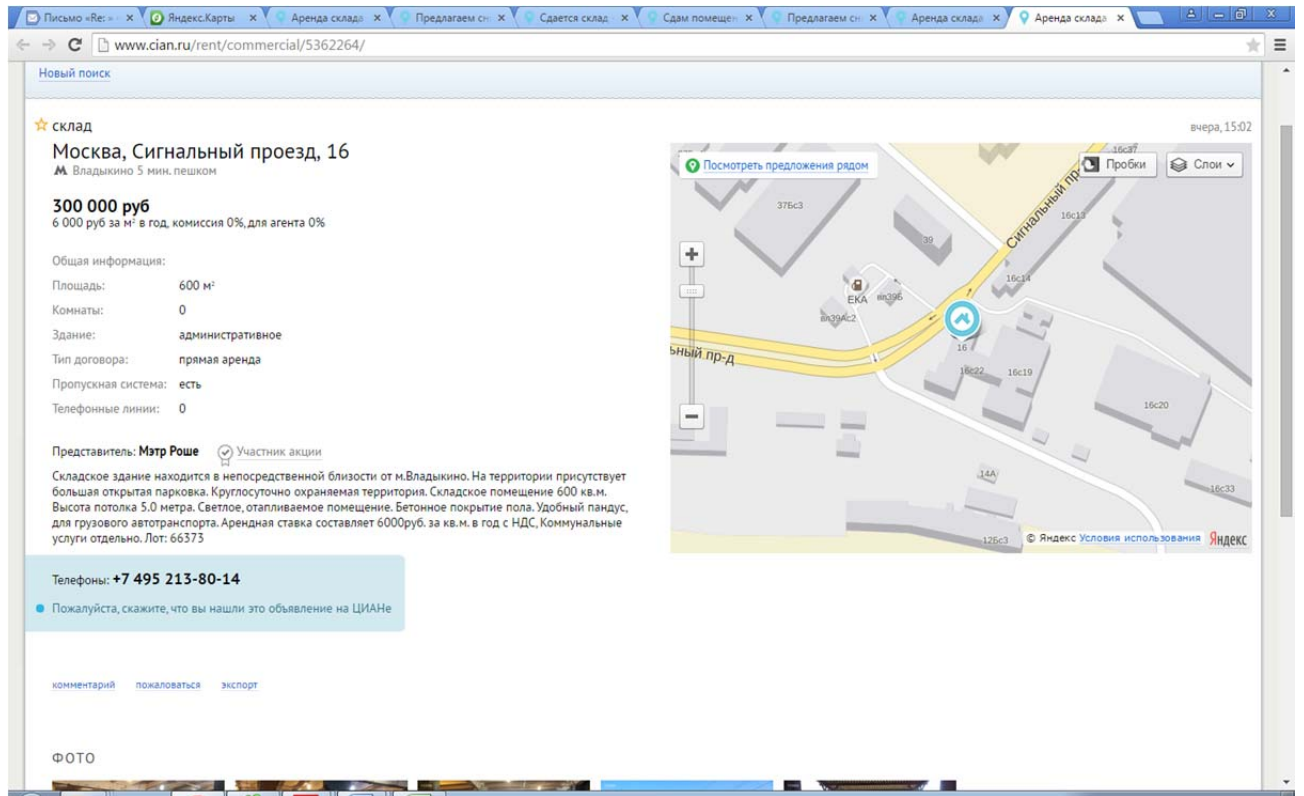 Письмо «Re: »
Яндекс.Карты
Аренда склада
Предлагаем сн
Сдается склад
Сдам помещен
Предлагаем сн
Аренда склада
Аренда склада
www.cian.ru/rent/commercial/5362264/
Новый поиск
склад
вчера, 15:02
Москва, Сигнальный проезд, 16
Владыкино 5 мин. пешком
300 000 руб
6 000 руб за м² в год, комиссия 0%, для агента 0%
Общая информация:
Площадь: 600 м²
Комнаты: 0
Здание: административное
Тип договора: прямая аренда
Пропускная система: есть
Телефонные линии: 0
Представитель: Мэтр Роше Участник акции
Складское здание находится в непосредственной близости от м.Владыкино. На территории присутствует
большая открытая парковка. Круглосуточно охраняемая территория. Складское помещение 600 кв.м.
Высота потолка 5.0 метра. Светлое, отапливаемое помещение. Бетонное покрытие пола. Удобный пандус,
для грузового автотранспорта. Арендная ставка составляет 6000руб. за кв.м. в год с НДС, Коммунальные
услуги отдельно. Лот: 66373
Телефоны: +7 495 213-80-14
Пожалуйста, скажите, что вы нашли это объявление на ЦИАНе
комментарий пожаловаться экспорт
ФОТО
Посмотреть предложения рядом
Пробки
Слои
16с37
37Бс3
Сигнальный пр-
16с13
39
16с14
ЕКА
вл39Б
вл39Ас2
ьный пр-д
16
16с22
16с19
16с20
14А
16с33
12Бс3
© Яндекс Условия использования Яндекс